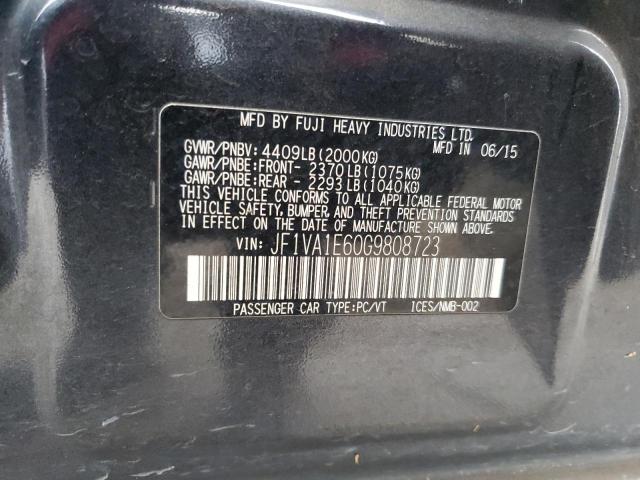 MFD BY FUJI HEAVY INDUSTRIES LTD.
GVWR/PNBV: 4409LB(2000KG) MFD IN 06/15
GAWR/PNBE:FRONT- 2370LB(1075KG)
GAWR/PNBE:REAR - 2293LB(1040KG)
THIS VEHICLE CONFORMS TO ALL APPLICABLE FEDERAL MOTOR
VEHICLE SAFETY, BUMPER, AND THEFT PREVENTION STANDARDS
IN EFFECT ON THE DATE OF MANUFACTURE SHOWN ABOVE.
VIN: JF1VA1E60G9808723
PASSENGER CAR TYPE:PC/VT ICES/NMB-002